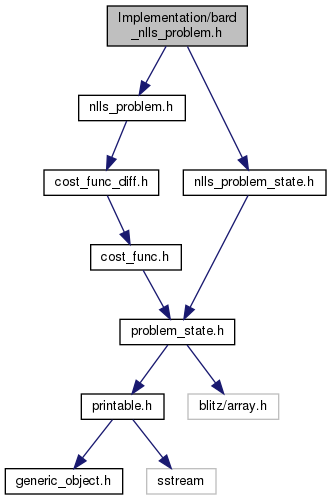 Implementation/bard
_nlls_problem.h
nlls_problem.h
cost_func_diff.h
nlls_problem_state.h
cost_func.h
problem_state.h
printable.h
blitz/array.h
generic_object.h
sstream